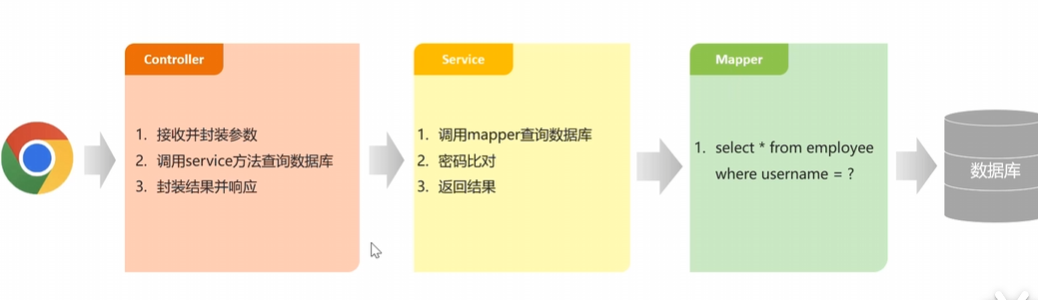 Controller
1. 接收并封装参数
2. 调用service方法查询数据库
3. 封装结果并响应
Service
1. 调用mapper查询数据库
2. 密码比对
3. 返回结果
Mapper
1. select * from employee
where username = ?
数据库